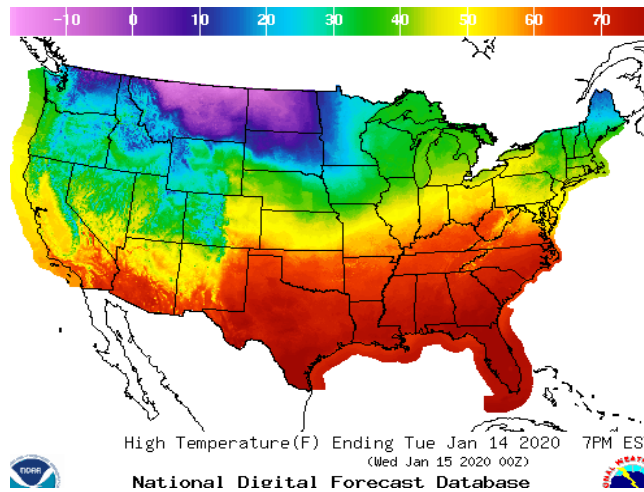 -10 0 10 20 30 40 50 60 70
High Temperature(F) Ending Tue Jan 14 2020 7PM ES
(Wed Jan 15 2020 00Z)
National Digital Forecast Database
NOAA